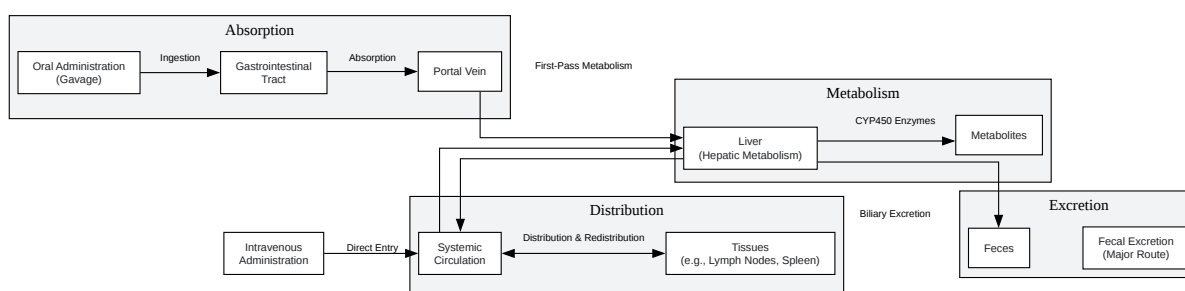 Absorption
Oral Administration
(Gavage)
Ingestion
Gastrointestinal
Tract
Absorption
Portal Vein
First-Pass Metabolism
Metabolism
Liver
(Hepatic Metabolism)
CYP450 Enzymes
Metabolites
Distribution
Intravenous
Administration
Direct Entry
Systemic
Circulation
Distribution & Redistribution
Tissues
(e.g., Lymph Nodes, Spleen)
Biliary Excretion
Excretion
Feces
Fecal Excretion
(Major Route)